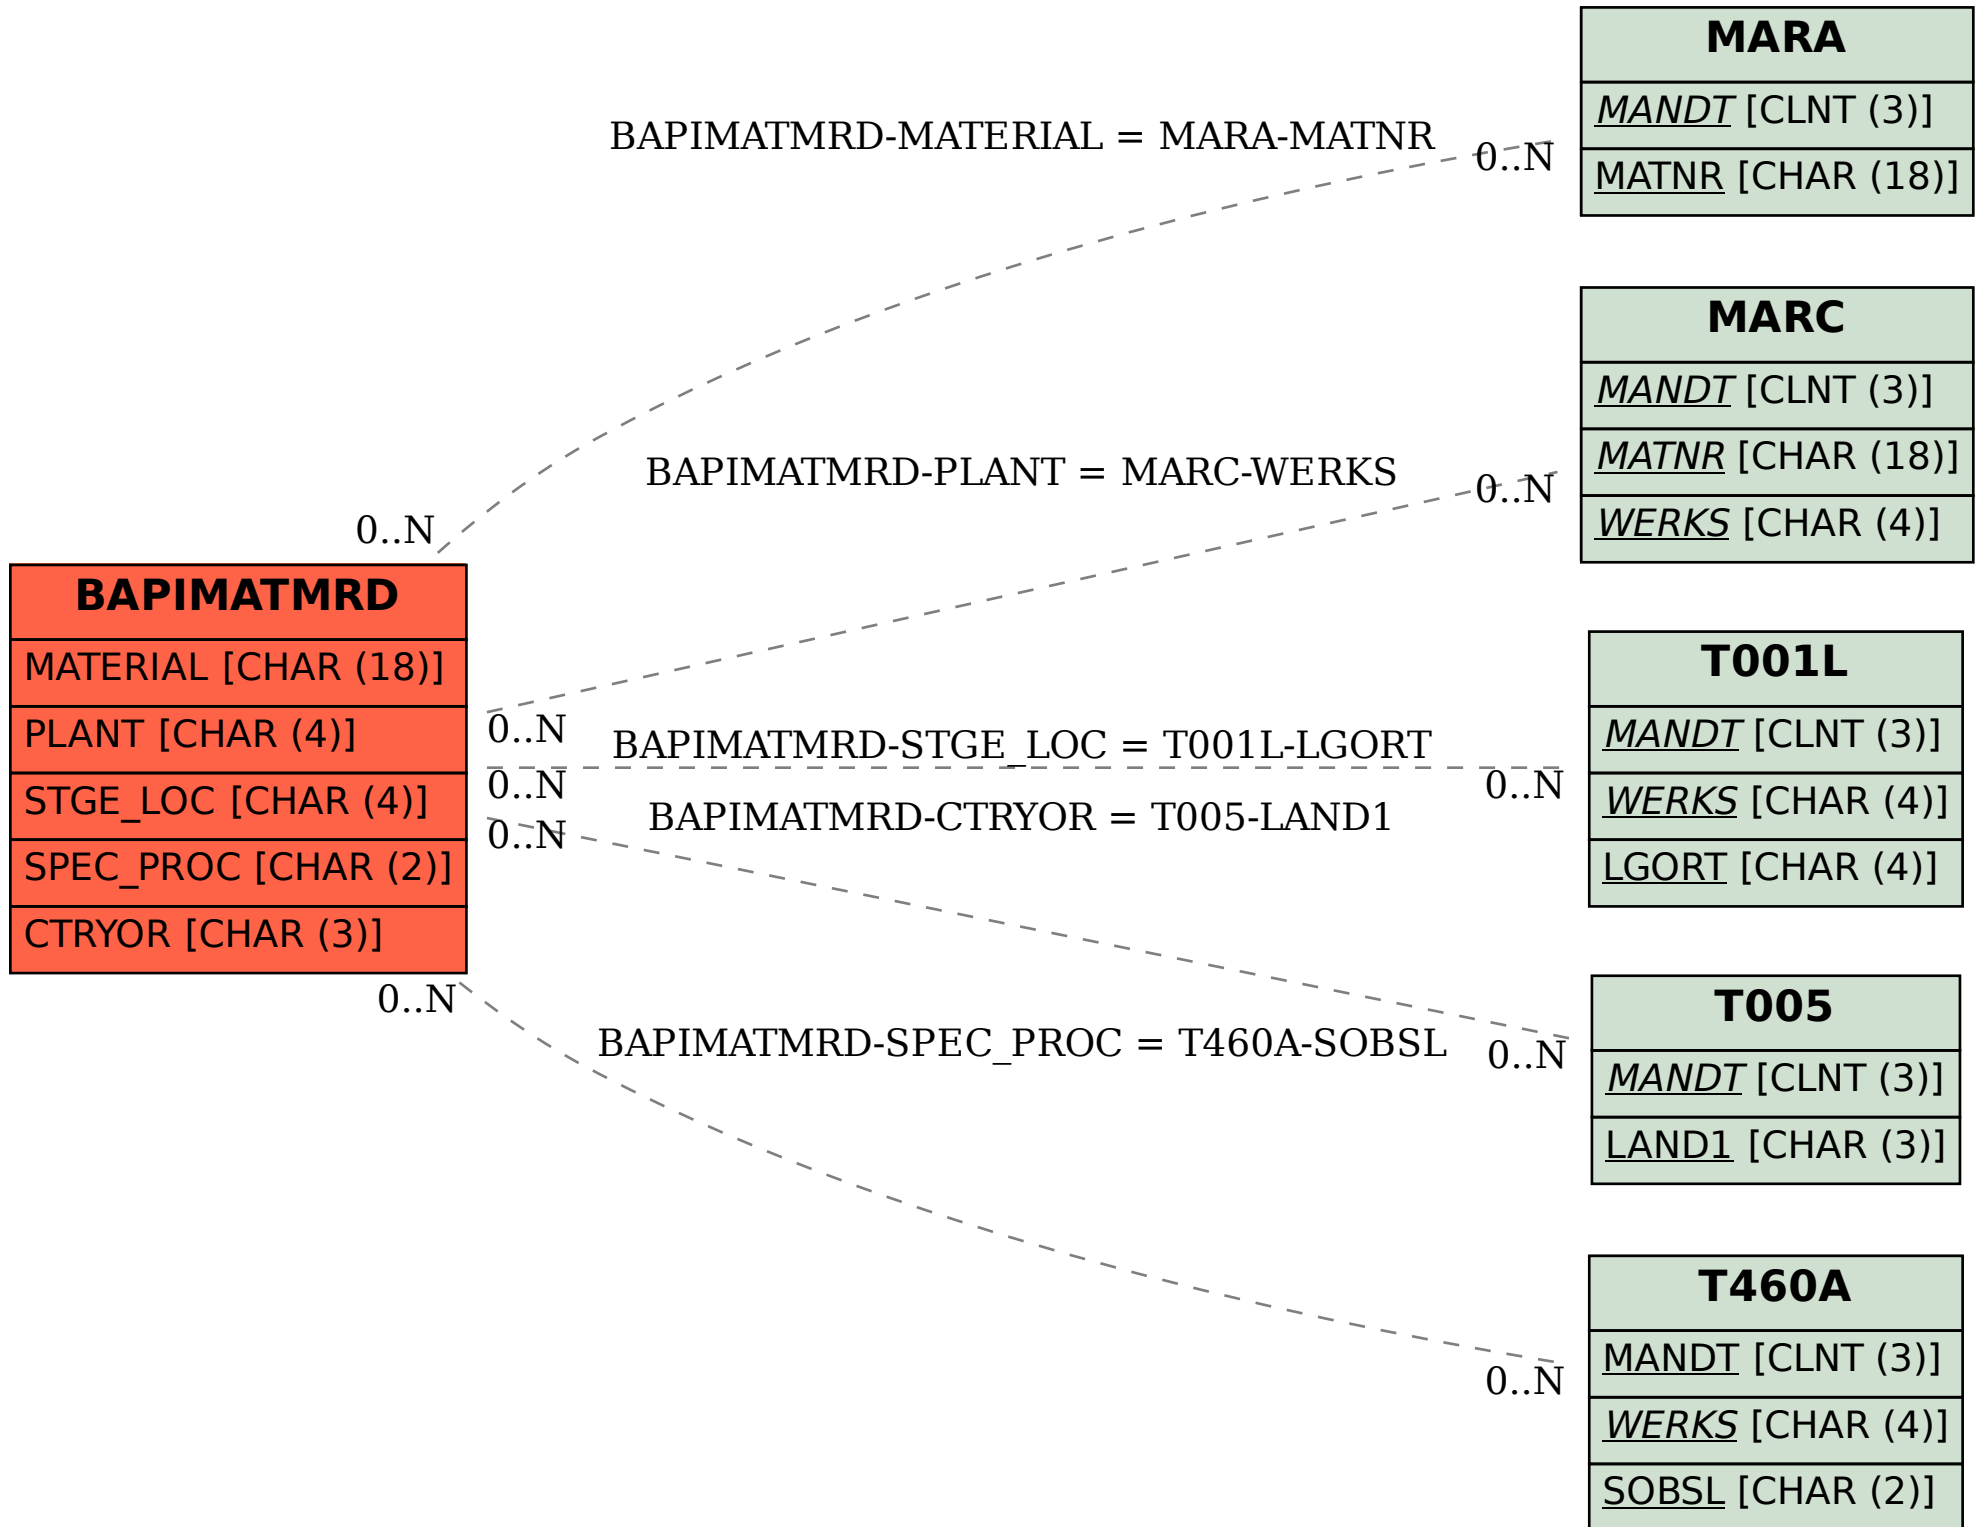 MARA
MANDT [CLNT (3)]
MATNR [CHAR (18)]
BAPIMATMRD-MATERIAL = MARA-MATNR
0..N
0..N
MARC
MANDT [CLNT (3)]
MATNR [CHAR (18)]
WERKS [CHAR (4)]
BAPIMATMRD-PLANT = MARC-WERKS
0..N
0..N
BAPIMATMRD
MATERIAL [CHAR (18)]
PLANT [CHAR (4)]
STGE_LOC [CHAR (4)]
SPEC_PROC [CHAR (2)]
CTRYOR [CHAR (3)]
BAPIMATMRD-STGE_LOC = T001L-LGORT
0..N
0..N
T001L
MANDT [CLNT (3)]
WERKS [CHAR (4)]
LGORT [CHAR (4)]
BAPIMATMRD-CTRYOR = T005-LAND1
0..N
0..N
T005
MANDT [CLNT (3)]
LAND1 [CHAR (3)]
BAPIMATMRD-SPEC_PROC = T460A-SOBSL
0..N
0..N
T460A
MANDT [CLNT (3)]
WERKS [CHAR (4)]
SOBSL [CHAR (2)]